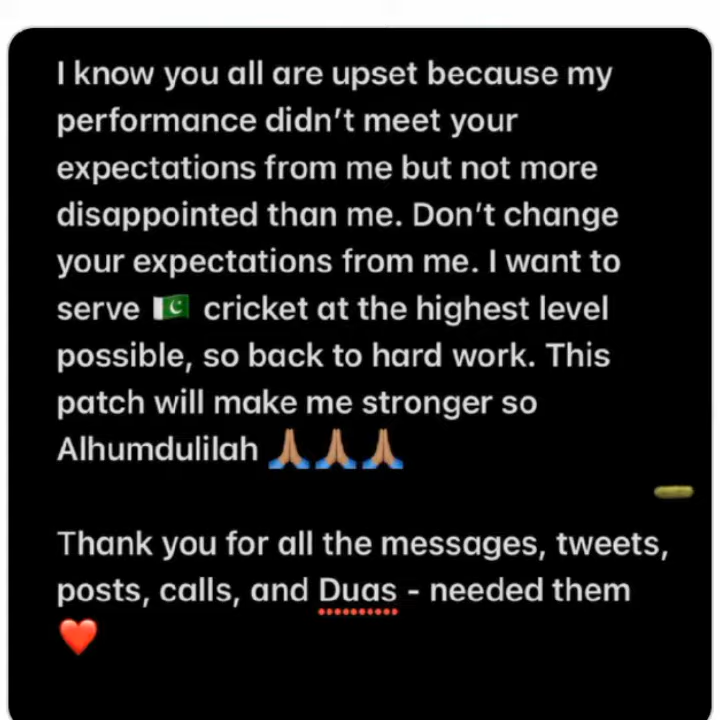 I know you all are upset because my
performance didn’t meet your
expectations from me but not more
disappointed than me. Don’t change
your expectations from me. I want to
serve 🇵🇰 cricket at the highest level
possible, so back to hard work. This
patch will make me stronger so
Alhumdulilah 🙏🏽🙏🏽🙏🏽
Thank you for all the messages, tweets,
posts, calls, and Duas - needed them
❤️